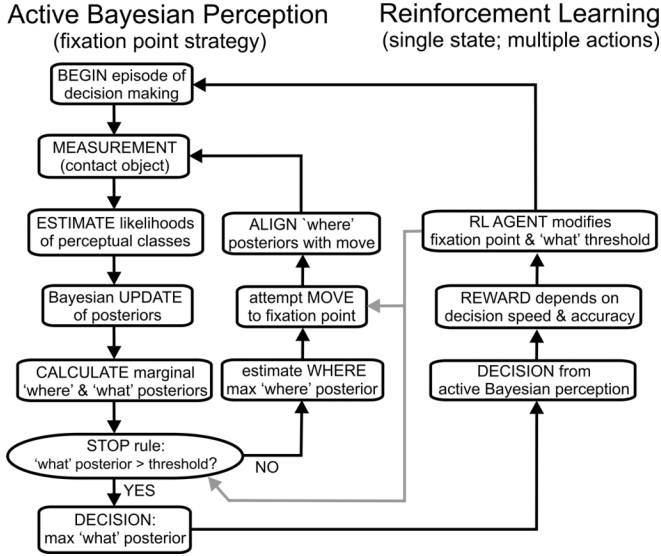 Active Bayesian Perception
(fixation point strategy)
Reinforcement Learning
(single state; multiple actions)
BEGIN episode of
decision making
MEASUREMENT
(contact object)
ESTIMATE likelihoods
of perceptual classes
Bayesian UPDATE
of posteriors
CALCULATE marginal
‘where’ & ‘what’ posteriors
STOP rule:
‘what’ posterior > threshold?
NO
YES
DECISION:
max ‘what’ posterior
ALIGN `where’
posteriors with move
attempt MOVE
to fixation point
estimate WHERE
max ‘where’ posterior
RL AGENT modifies
fixation point & ‘what’ threshold
REWARD depends on
decision speed & accuracy
DECISION from
active Bayesian perception